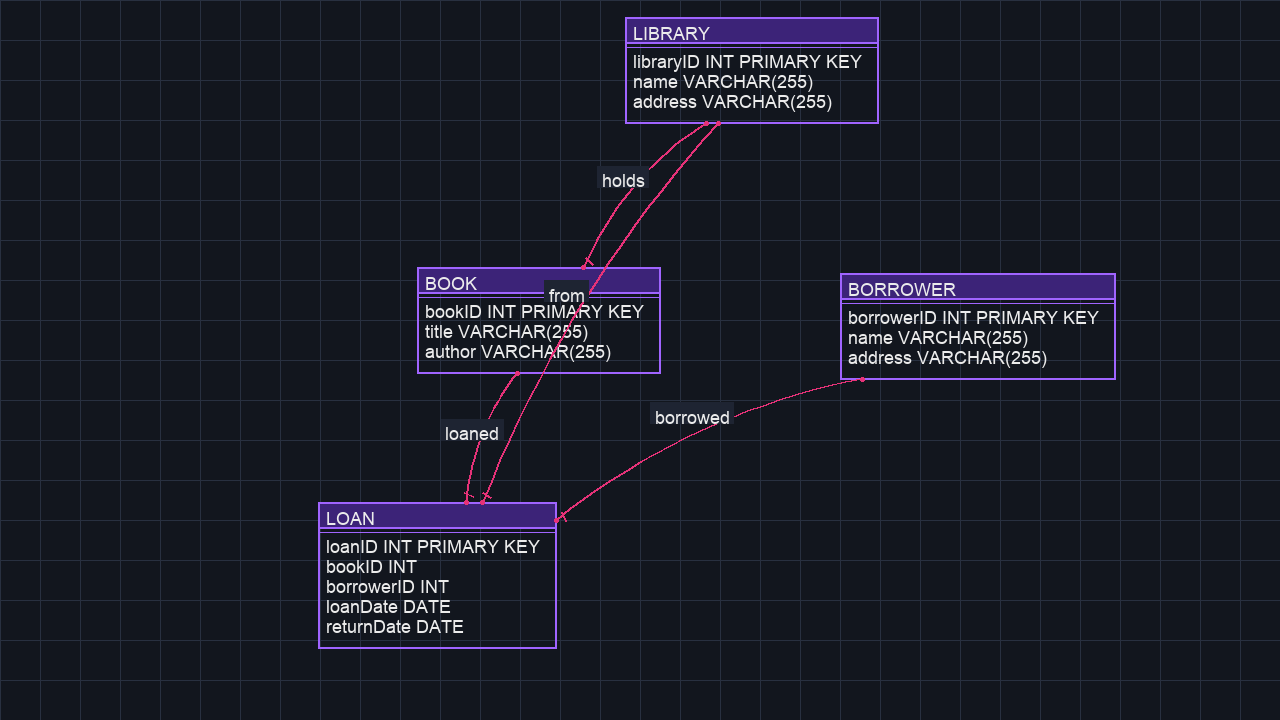 LIBRARY
libraryID INT PRIMARY KEY
name VARCHAR(255)
address VARCHAR(255)
holds
BOOK
bookID INT PRIMARY KEY
title VARCHAR(255)
author VARCHAR(255)
from
BORROWER
borrowerID INT PRIMARY KEY
name VARCHAR(255)
address VARCHAR(255)
loaned
borrowed
LOAN
loanID INT PRIMARY KEY
bookID INT
borrowerID INT
loanDate DATE
returnDate DATE